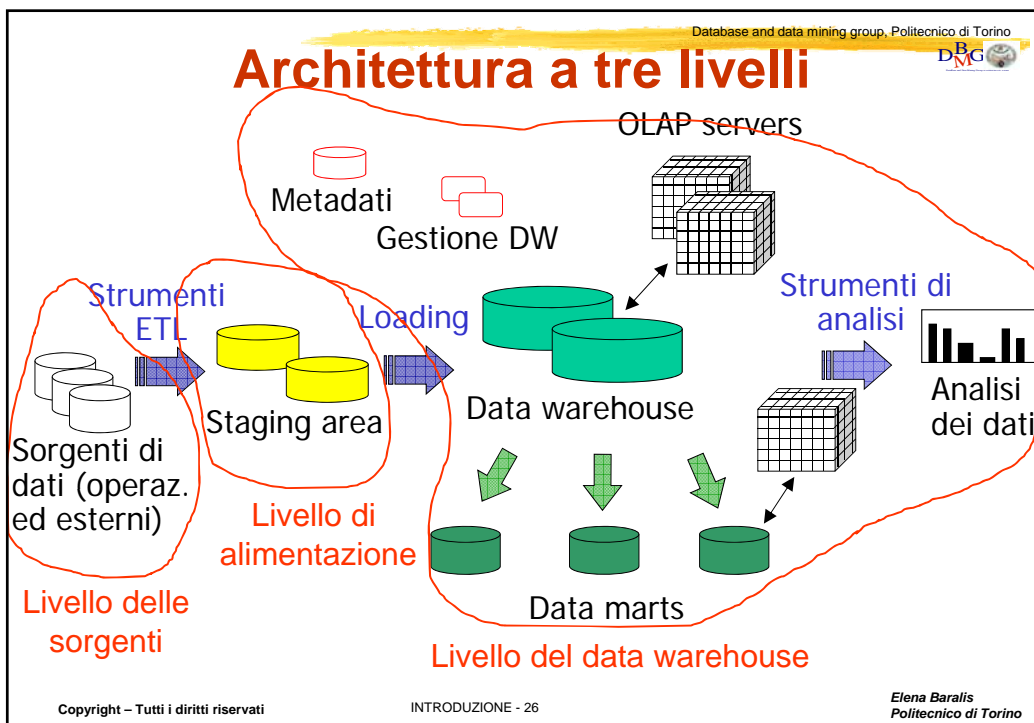 Database and data mining group, Politecnico di Torino
DBMG
Architettura a tre livelli
OLAP servers
Metadati
Gestione DW
Strumenti
ETL
Loading
Strumenti di
analisi
Staging area
Data warehouse
Analisi
dei dati
Sorgenti di
dati (operaz.
ed esterni)
Livello di
alimentazione
Livello delle
sorgenti
Data marts
Livello del data warehouse
Copyright – Tutti i diritti riservati
INTRODUZIONE - 26
Elena Baralis
Politecnico di Torino